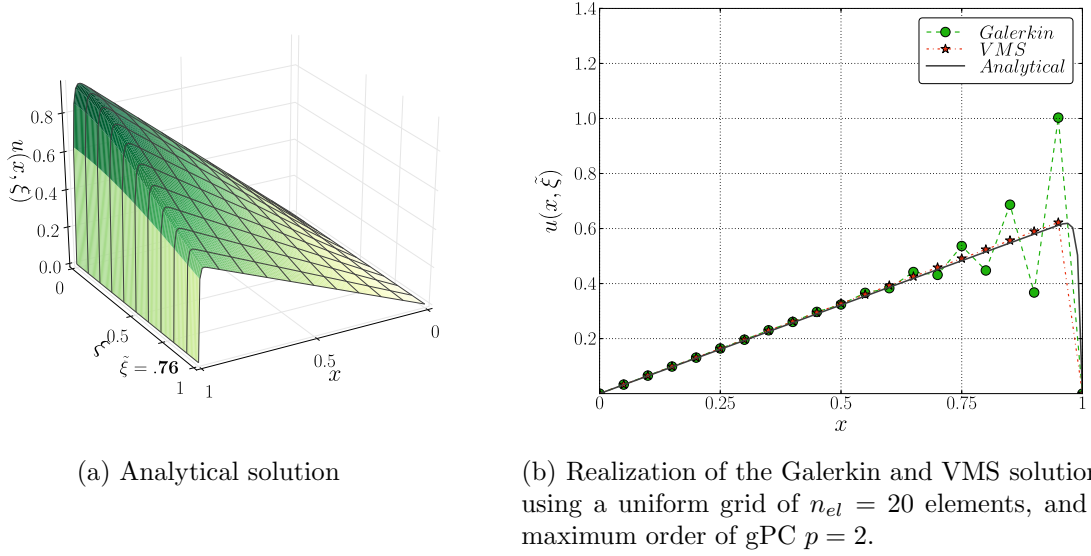 u(x,ξ)
0.8
0.6
0.4
0.2
0.0
0
0.5
ξ
ξ̃ = .76
1
1
x
0.5
0
(a) Analytical solution
u(x, ξ̃)
1.4
1.2
1.0
0.8
0.6
0.4
0.2
Galerkin
VMS
Analytical
0
0.25
0.5
0.75
1
x
(b) Realization of the Galerkin and VMS solution
using a uniform grid of n_el = 20 elements, and
maximum order of gPC p = 2.